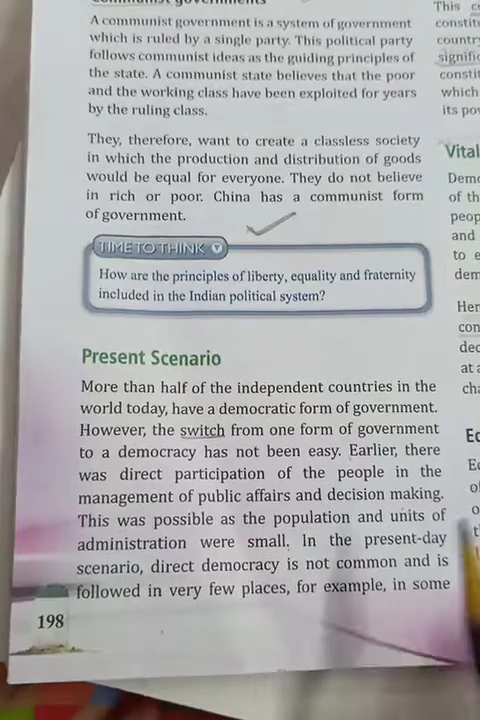 Communist governments
A communist government is a system of government
which is ruled by a single party. This political party
follows communist ideas as the guiding principles of
the state. A communist state believes that the poor
and the working class have been exploited for years
by the ruling class.
They, therefore, want to create a classless society
in which the production and distribution of goods
would be equal for everyone. They do not believe
in rich or poor. China has a communist form
of government.
TIME TO THINK
How are the principles of liberty, equality and fraternity
included in the Indian political system?
Present Scenario
More than half of the independent countries in the
world today, have a democratic form of government.
However, the switch from one form of government
to a democracy has not been easy. Earlier, there
was direct participation of the people in the
management of public affairs and decision making.
This was possible as the population and units of
administration were small. In the present-day
scenario, direct democracy is not common and is
followed in very few places, for example, in some
198
This
which
its
Vital
of
and
to
at